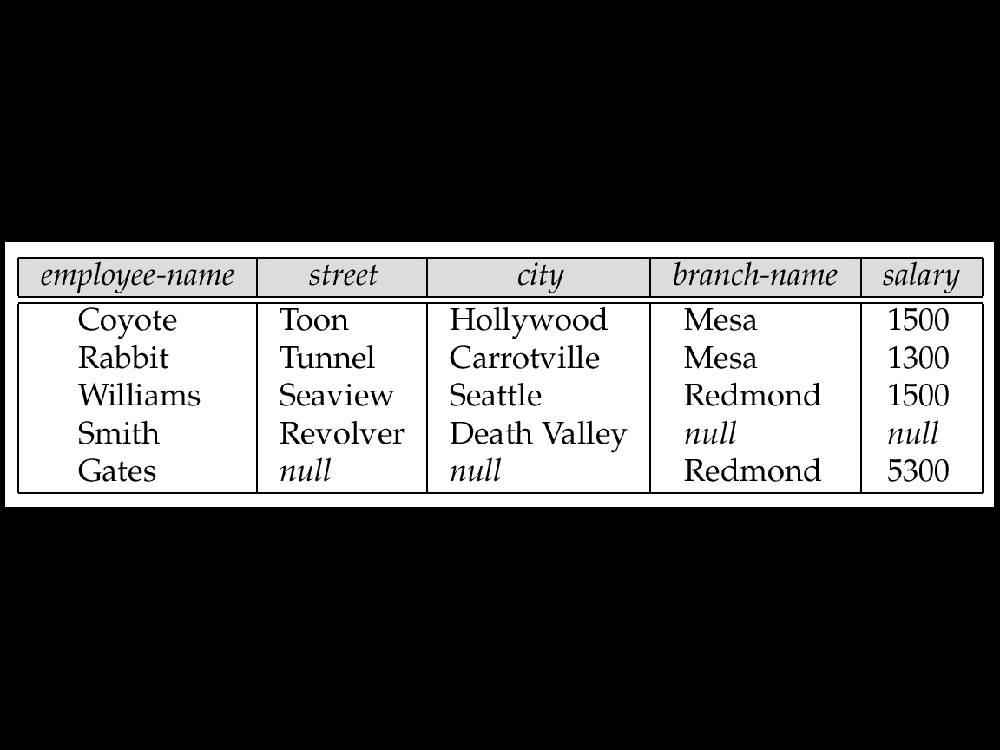 employee-name street city branch-name salary
Coyote Toon Hollywood Mesa 1500
Rabbit Tunnel Carrotville Mesa 1300
Williams Seaview Seattle Redmond 1500
Smith Revolver Death Valley null null
Gates null null Redmond 5300